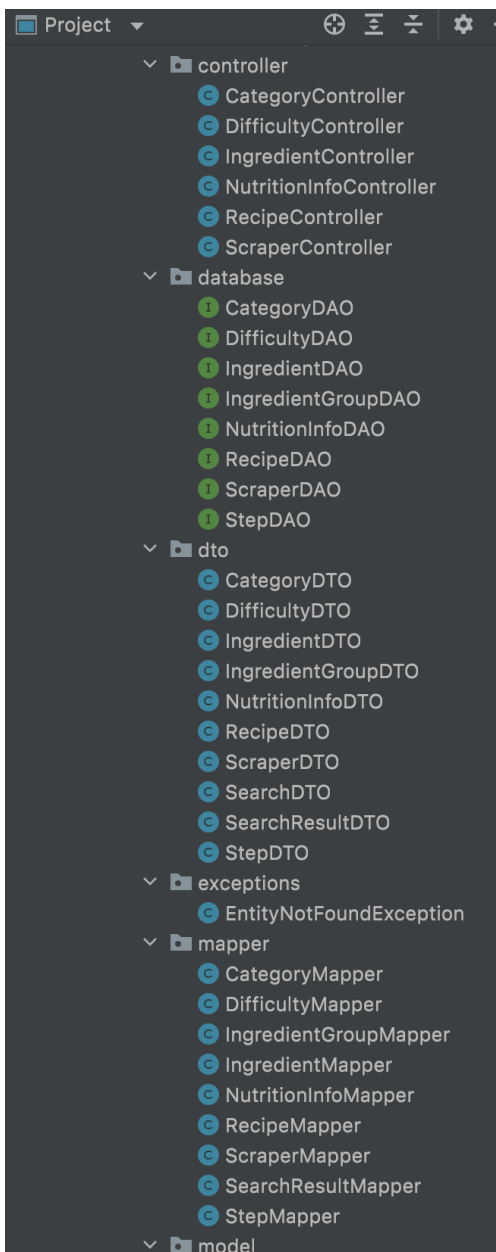 Project
controller
C CategoryController
C DifficultyController
C IngredientController
C NutritionInfoController
C RecipeController
C ScraperController
database
I CategoryDAO
I DifficultyDAO
I IngredientDAO
I IngredientGroupDAO
I NutritionInfoDAO
I RecipeDAO
I ScraperDAO
I StepDAO
dto
C CategoryDTO
C DifficultyDTO
C IngredientDTO
C IngredientGroupDTO
C NutritionInfoDTO
C RecipeDTO
C ScraperDTO
C SearchDTO
C SearchResultDTO
C StepDTO
exceptions
C EntityNotFoundException
mapper
C CategoryMapper
C DifficultyMapper
C IngredientGroupMapper
C IngredientMapper
C NutritionInfoMapper
C RecipeMapper
C ScraperMapper
C SearchResultMapper
C StepMapper
model